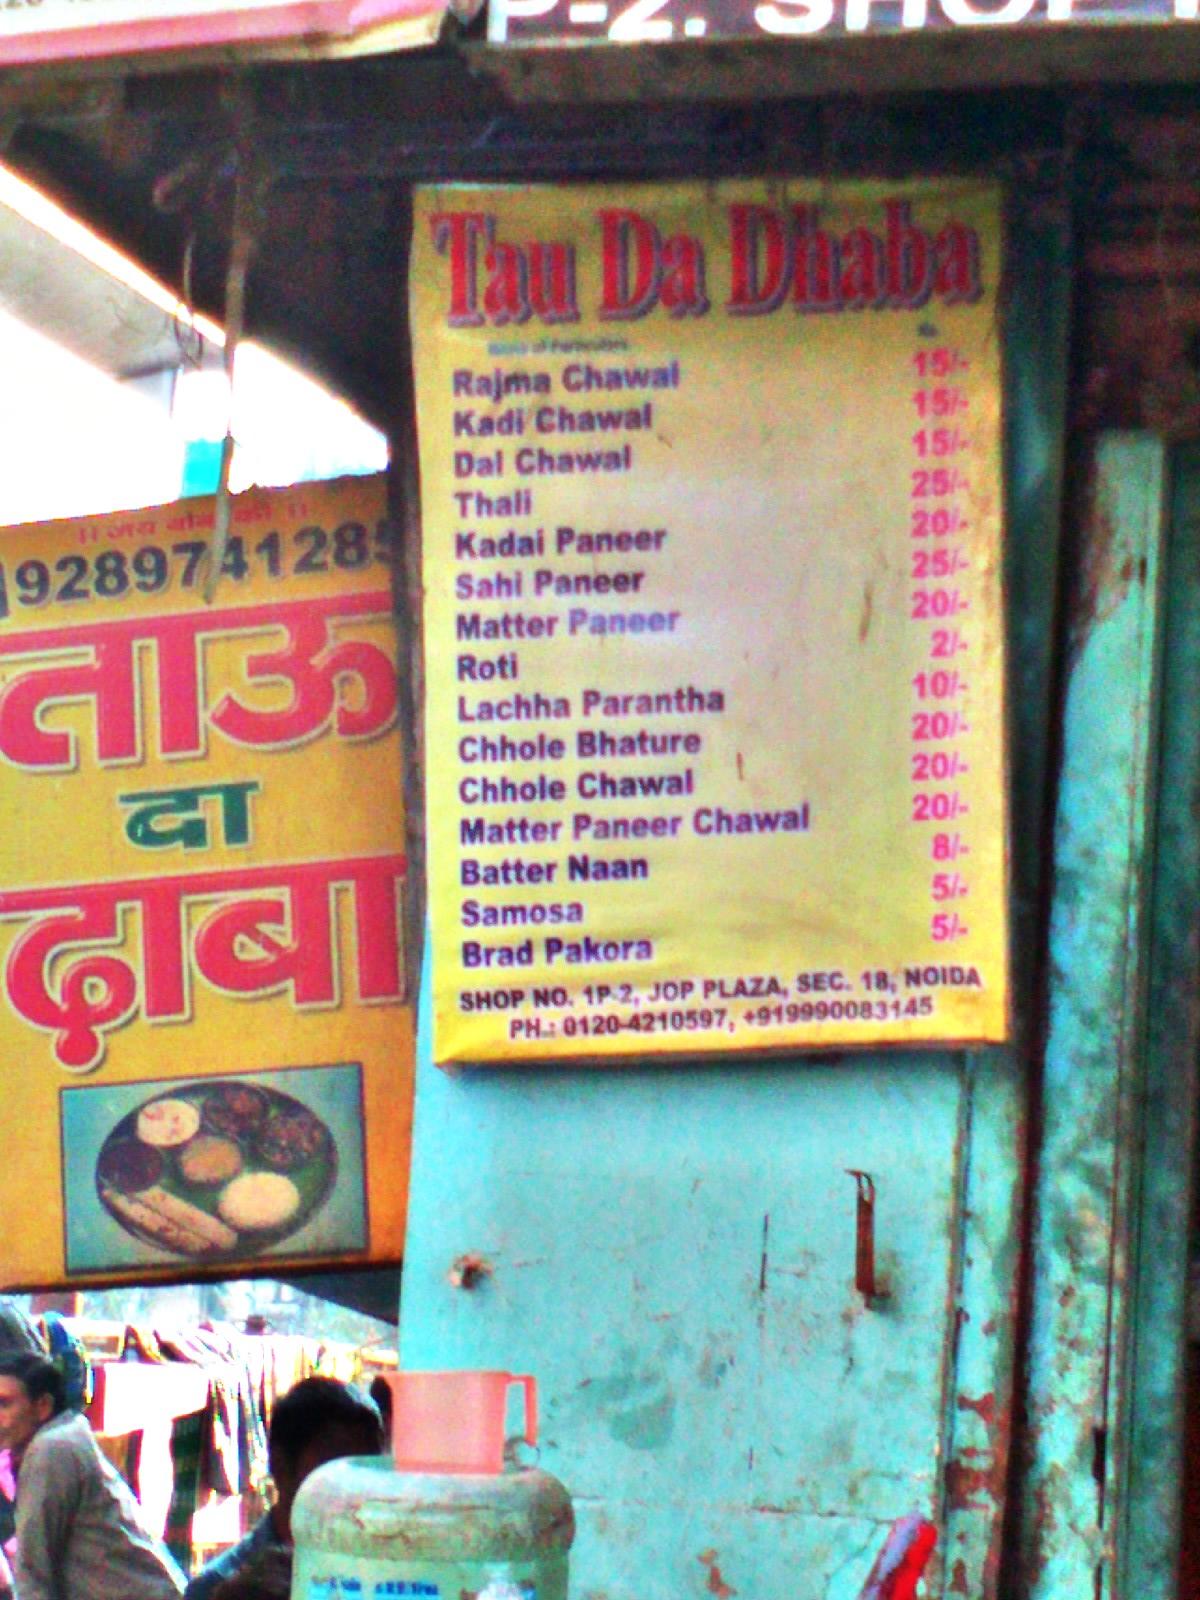 P-2. SHOP
Tau Da Dhaba
Rs.
Rajma Chawal 15/-
Kadi Chawal 15/-
Dal Chawal 15/-
Thali 25/-
Kadai Paneer 20/-
Sahi Paneer 25/-
Matter Paneer 20/-
Roti 2/-
Lachha Parantha 10/-
Chhole Bhature 20/-
Chhole Chawal 20/-
Matter Paneer Chawal 20/-
Batter Naan 8/-
Samosa 5/-
Brad Pakora 5/-
SHOP NO. 1P-2, JOP PLAZA, SEC. 18, NOIDA
PH.: 0120-4210597, +919990083145
9289741285
ताऊ
दा
ढ़ाबा